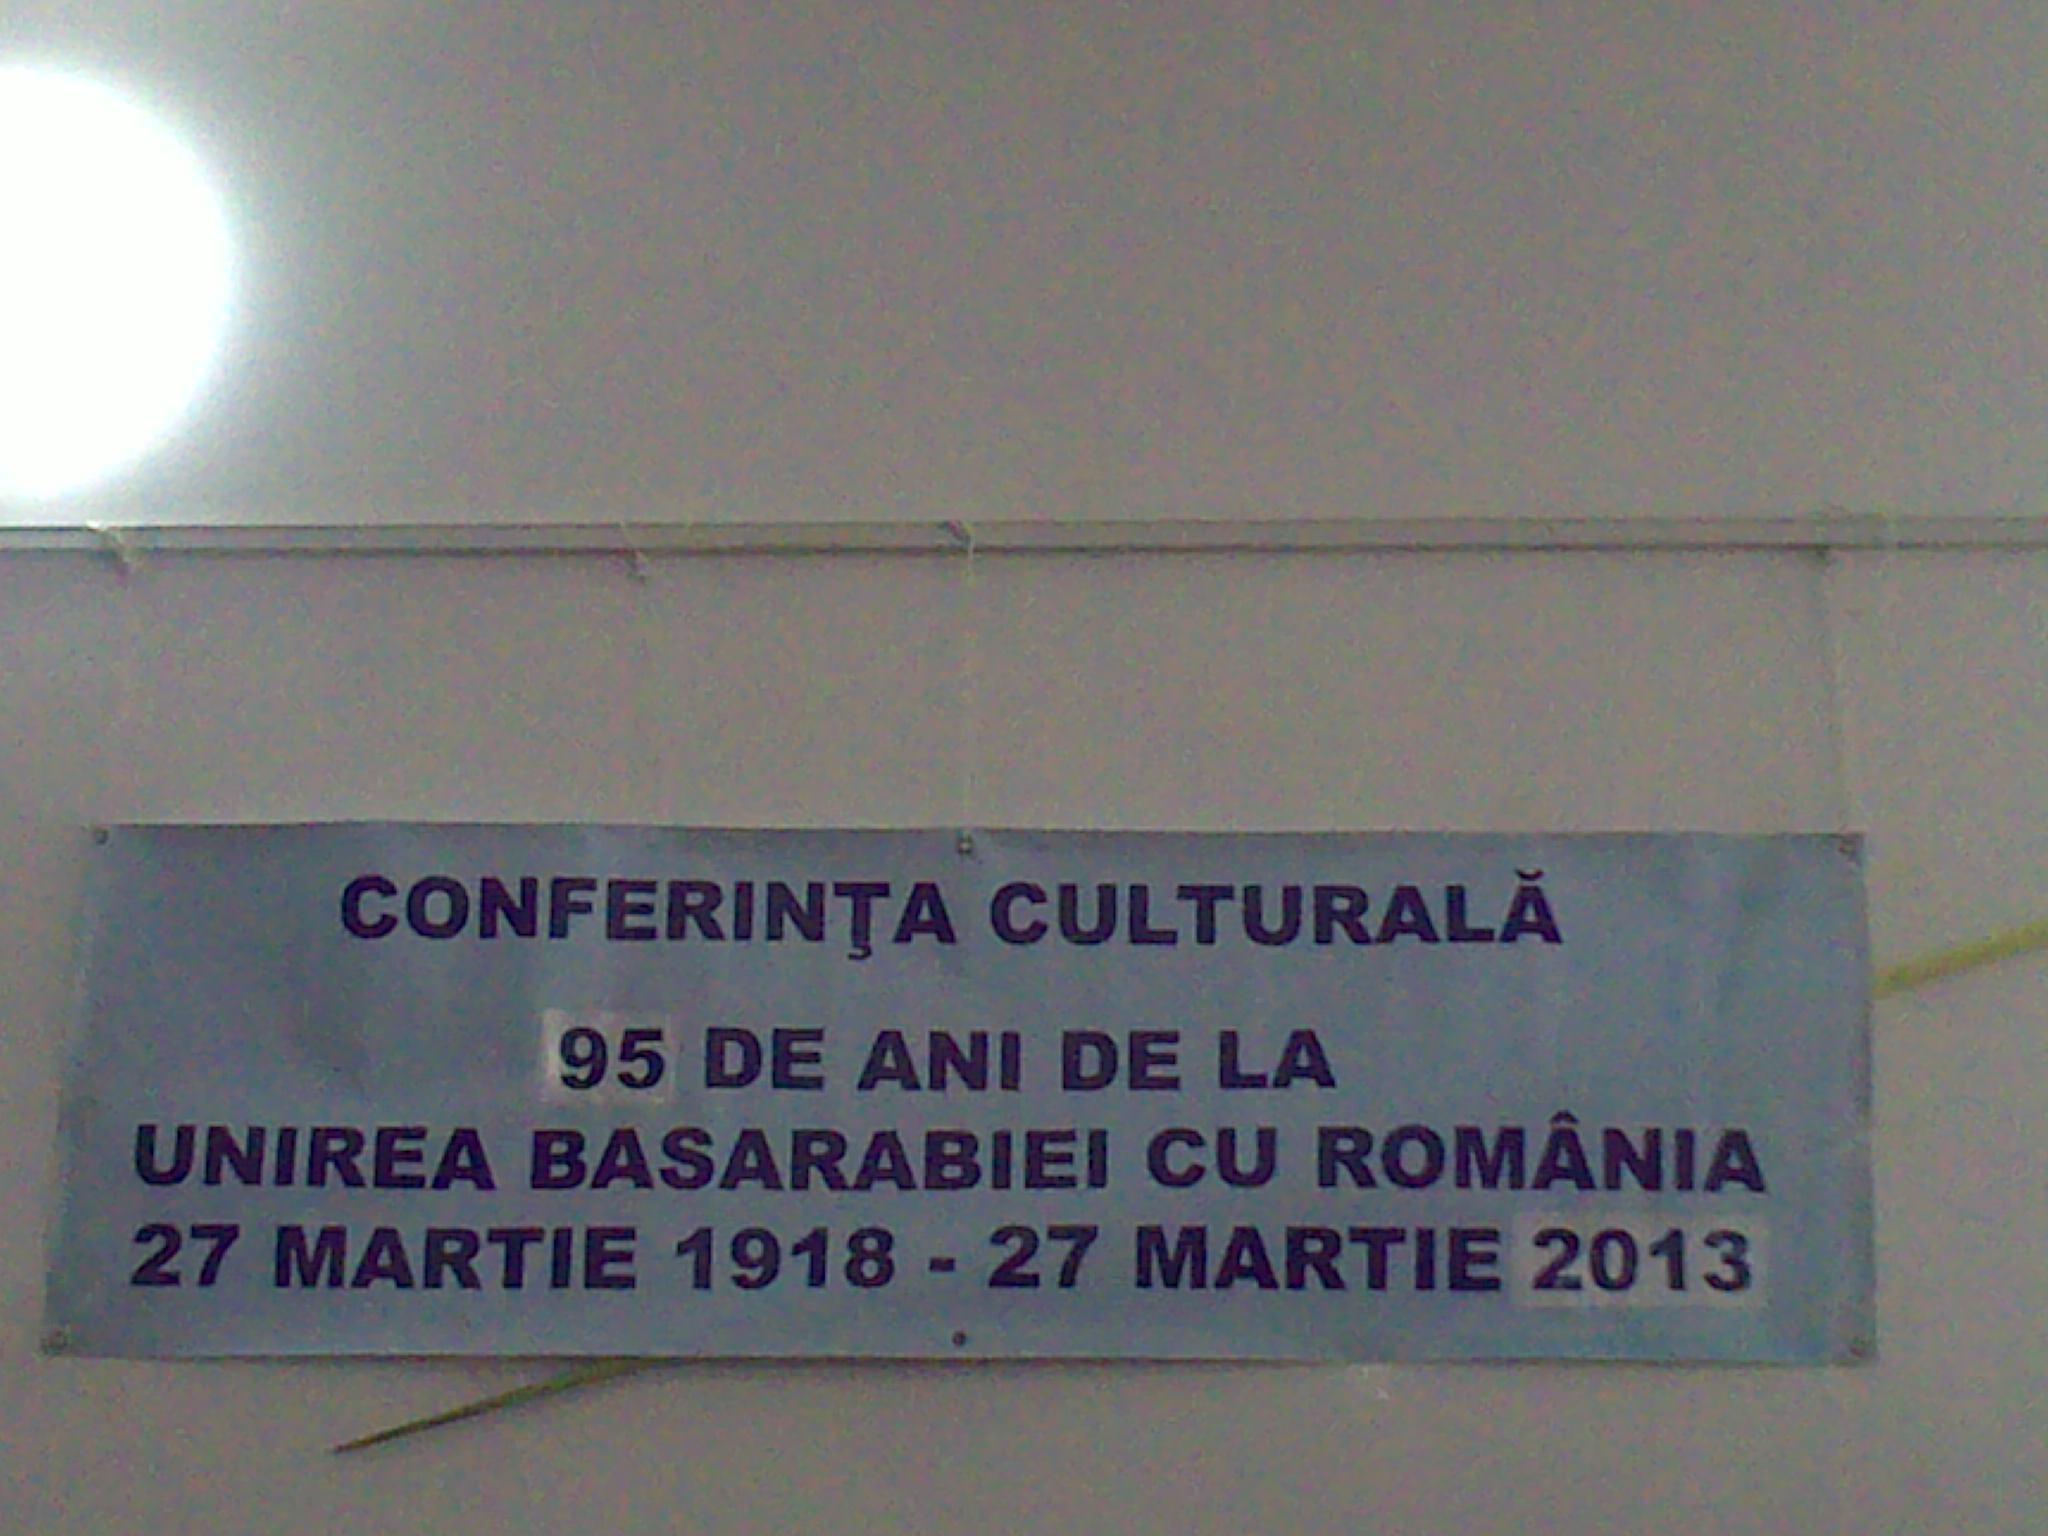 CONFERINŢA CULTURALĂ
95 DE ANI DE LA
UNIREA BASARABIEI CU ROMÂNIA
27 MARTIE 1918 - 27 MARTIE 2013